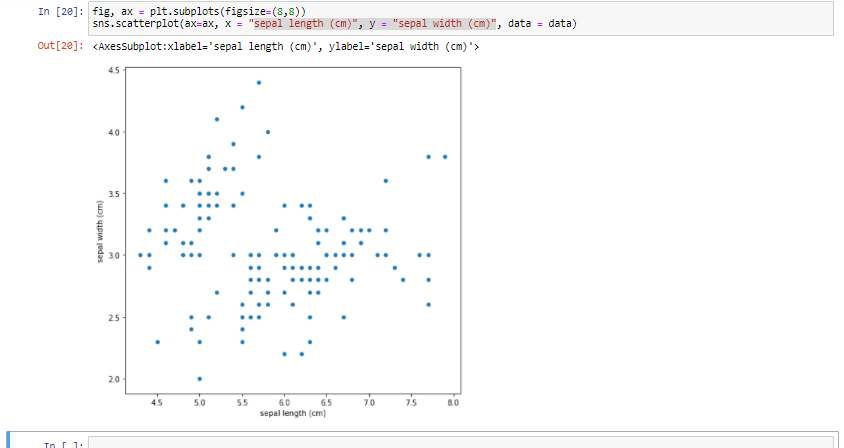 In [20]: fig, ax = plt.subplots(figsize=(8,8))
sns.scatterplot(ax=ax, x = "sepal length (cm)", y = "sepal width (cm)", data = data)
Out[20]: <AxesSubplot:xlabel='sepal length (cm)', ylabel='sepal width (cm)'>
4.5
4.0
3.5
sepal width (cm)
3.0
2.5
2.0
4.5 5.0 5.5 6.0 6.5 7.0 7.5 8.0
sepal length (cm)
In [ ]: